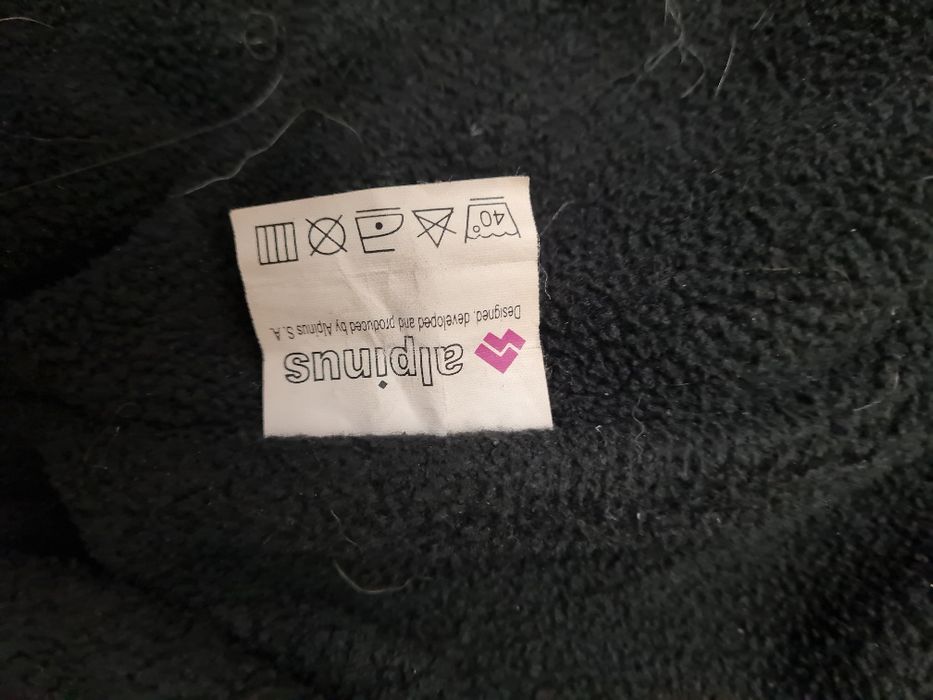 alpinus
Designed, developed and produced by Alpinus S.A.
40°